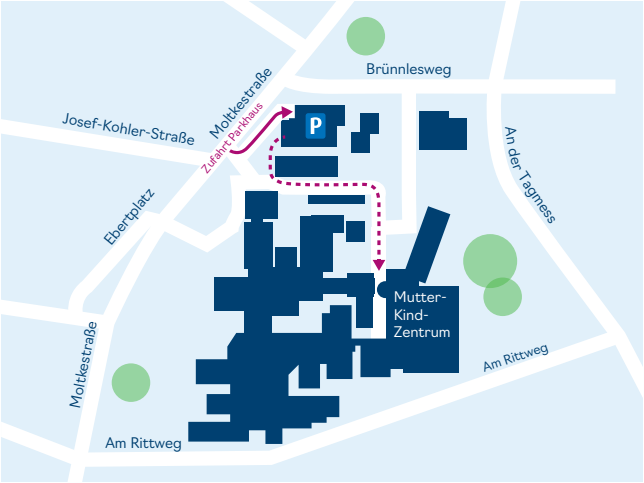 Brünnlesweg
Moltkestraße
Josef-Kohler-Straße
Zufahrt Parkhaus
P
An der Tagmess
Ebertplatz
Mutter-
Kind-
Zentrum
Moltkestraße
Am Rittweg
Am Rittweg